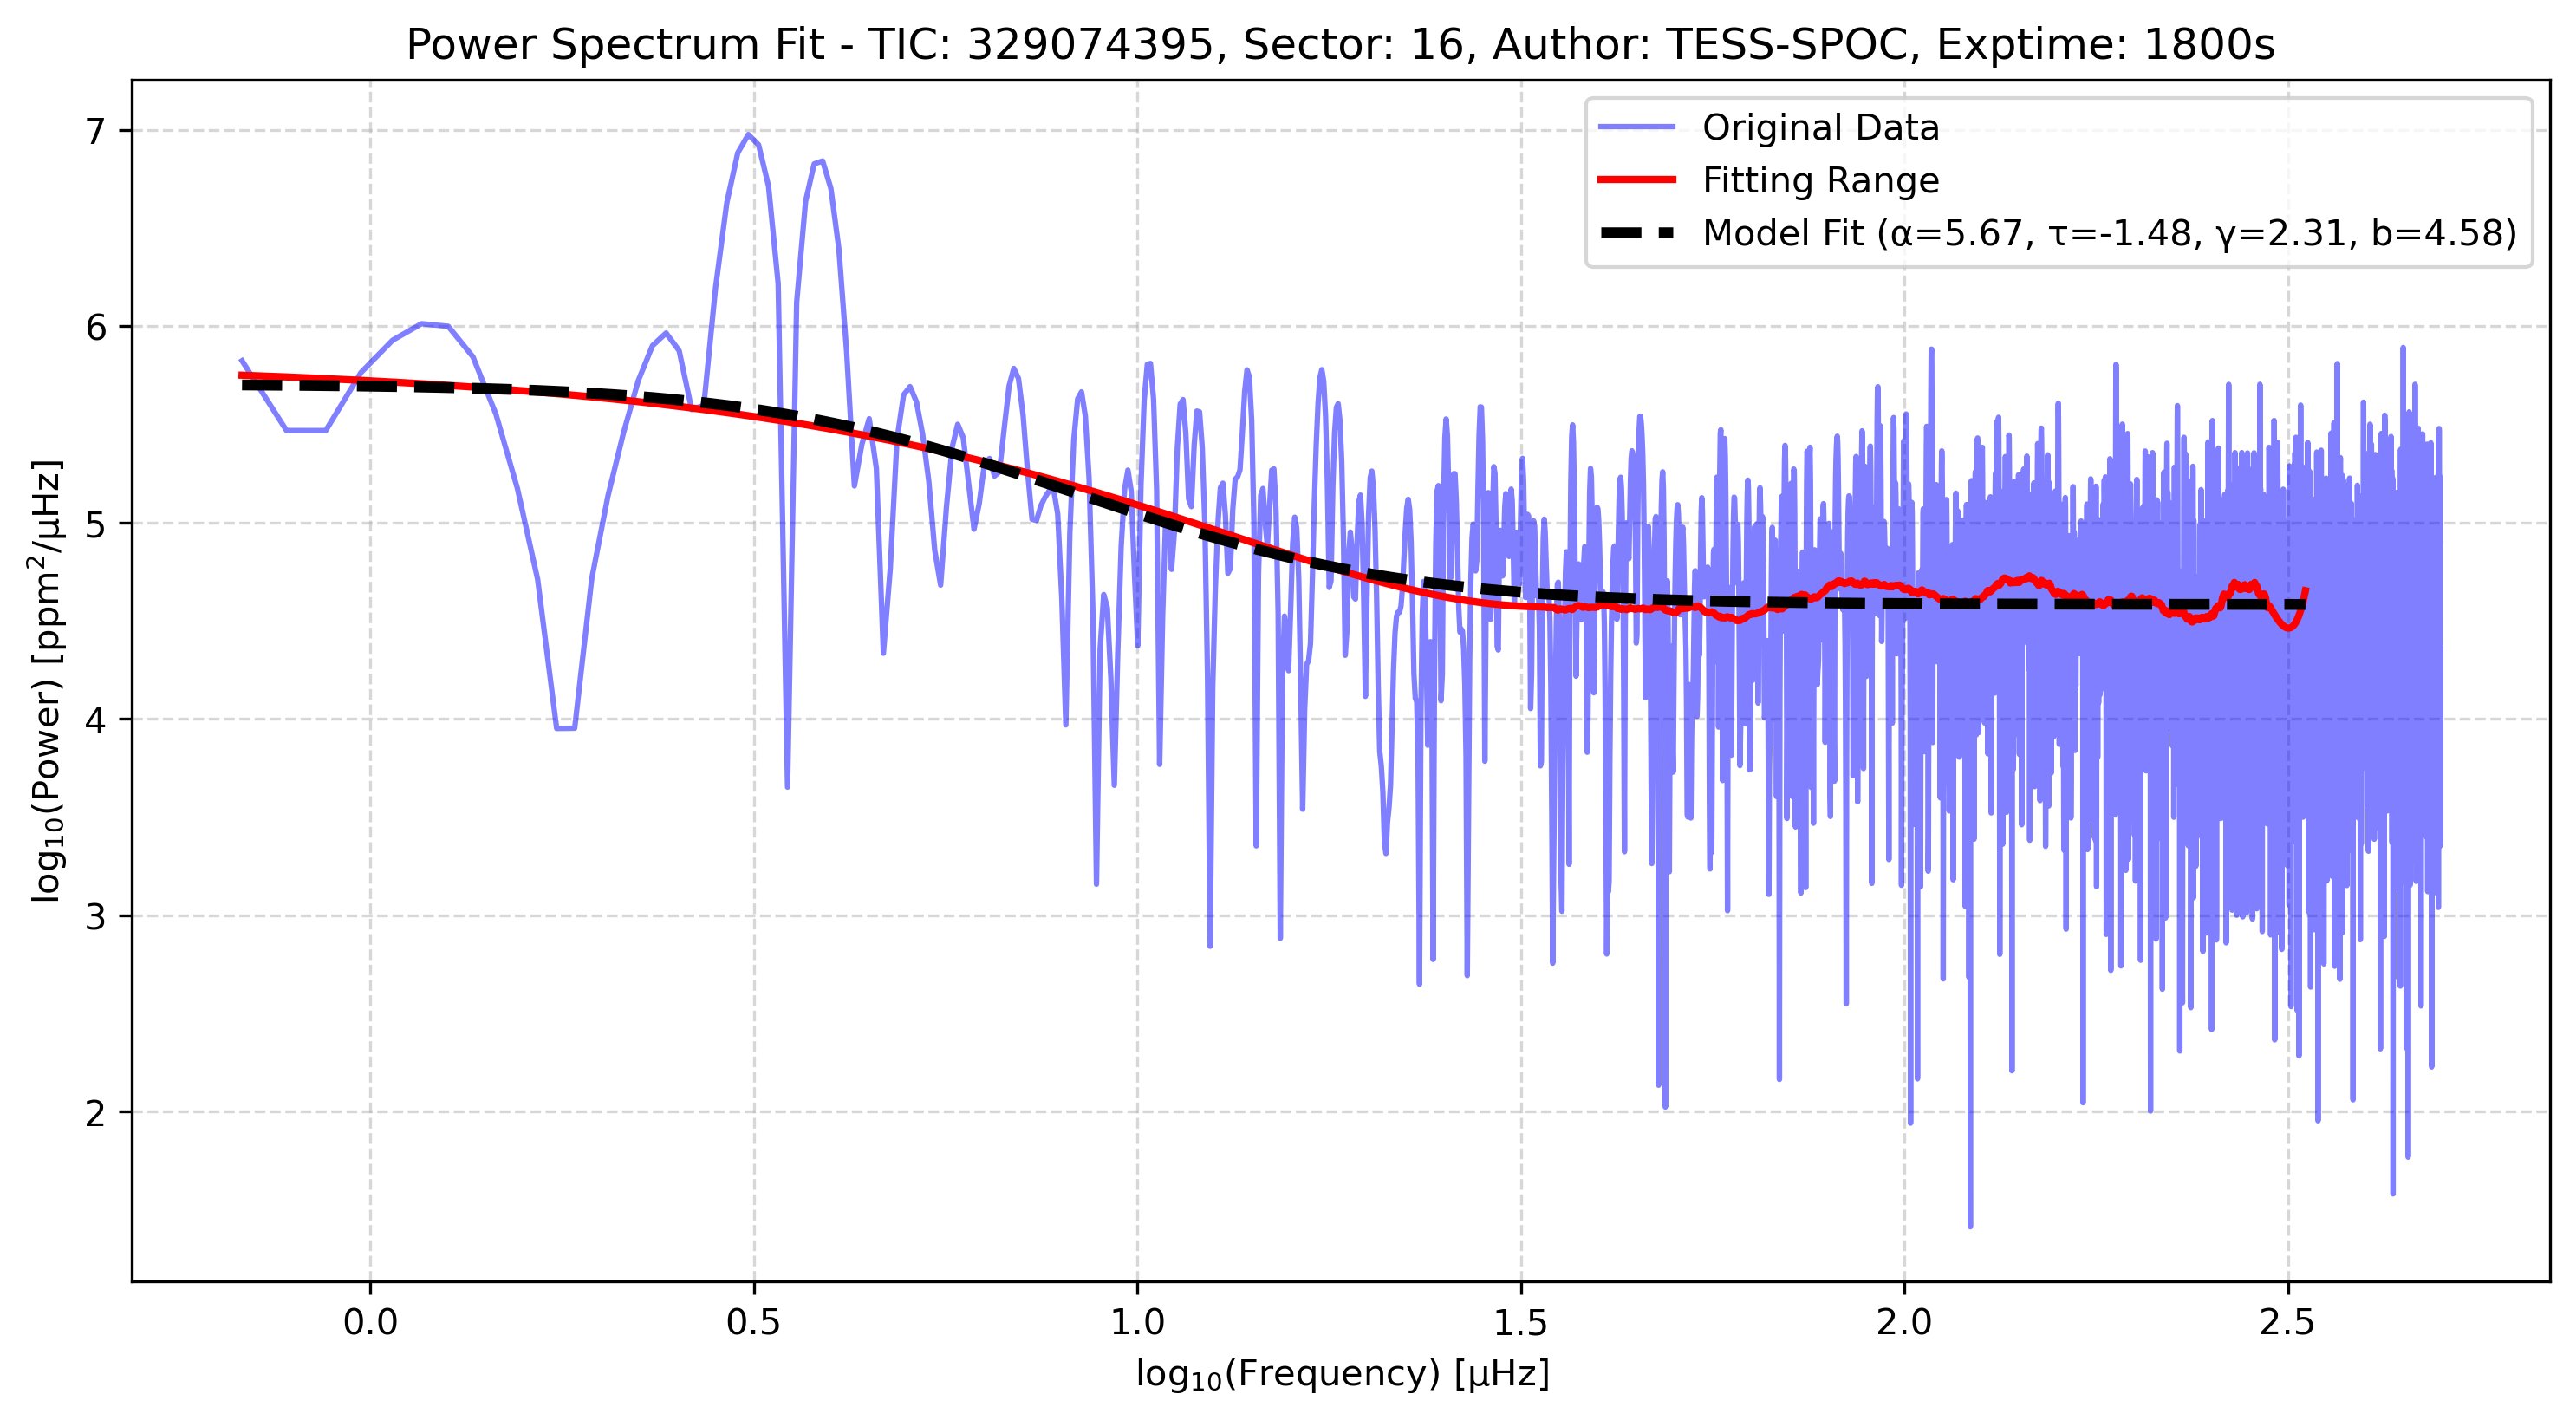 Power Spectrum Fit - TIC: 329074395, Sector: 16, Author: TESS-SPOC, Exptime: 1800s
Original Data
Fitting Range
Model Fit (α=5.67, τ=-1.48, γ=2.31, b=4.58)
log₁₀(Power) [ppm²/μHz]
7
6
5
4
3
2
0.0 0.5 1.0 1.5 2.0 2.5
log₁₀(Frequency) [μHz]